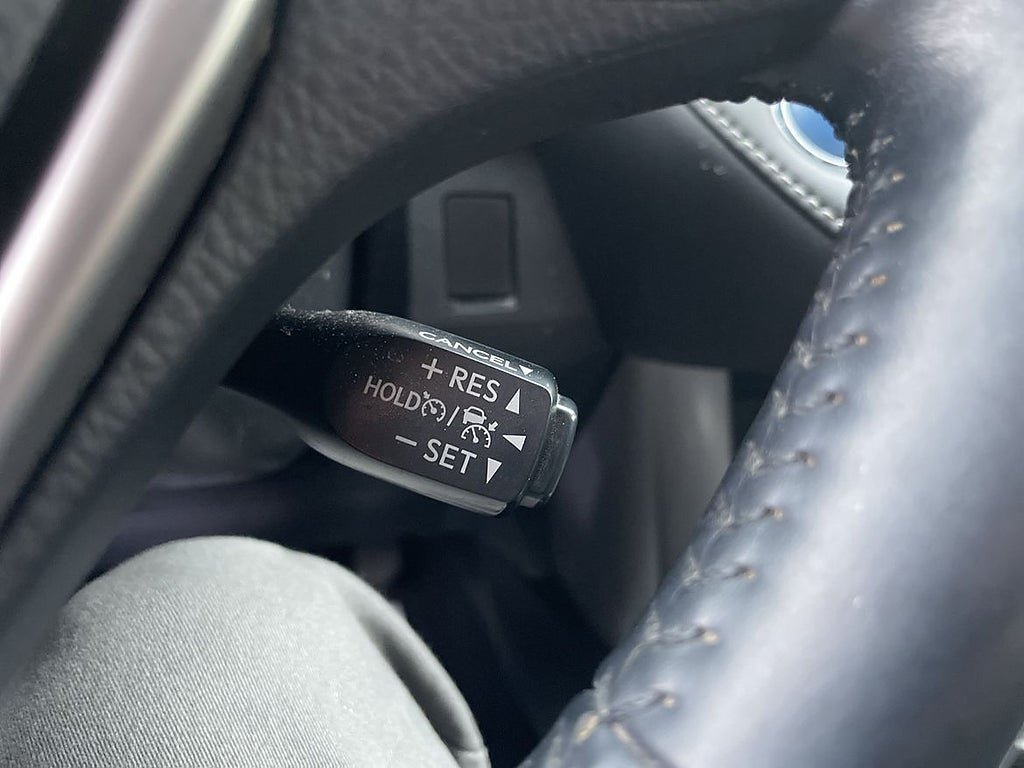 CANCEL▼
+ RES ▲
HOLD / ◀
− SET ▼